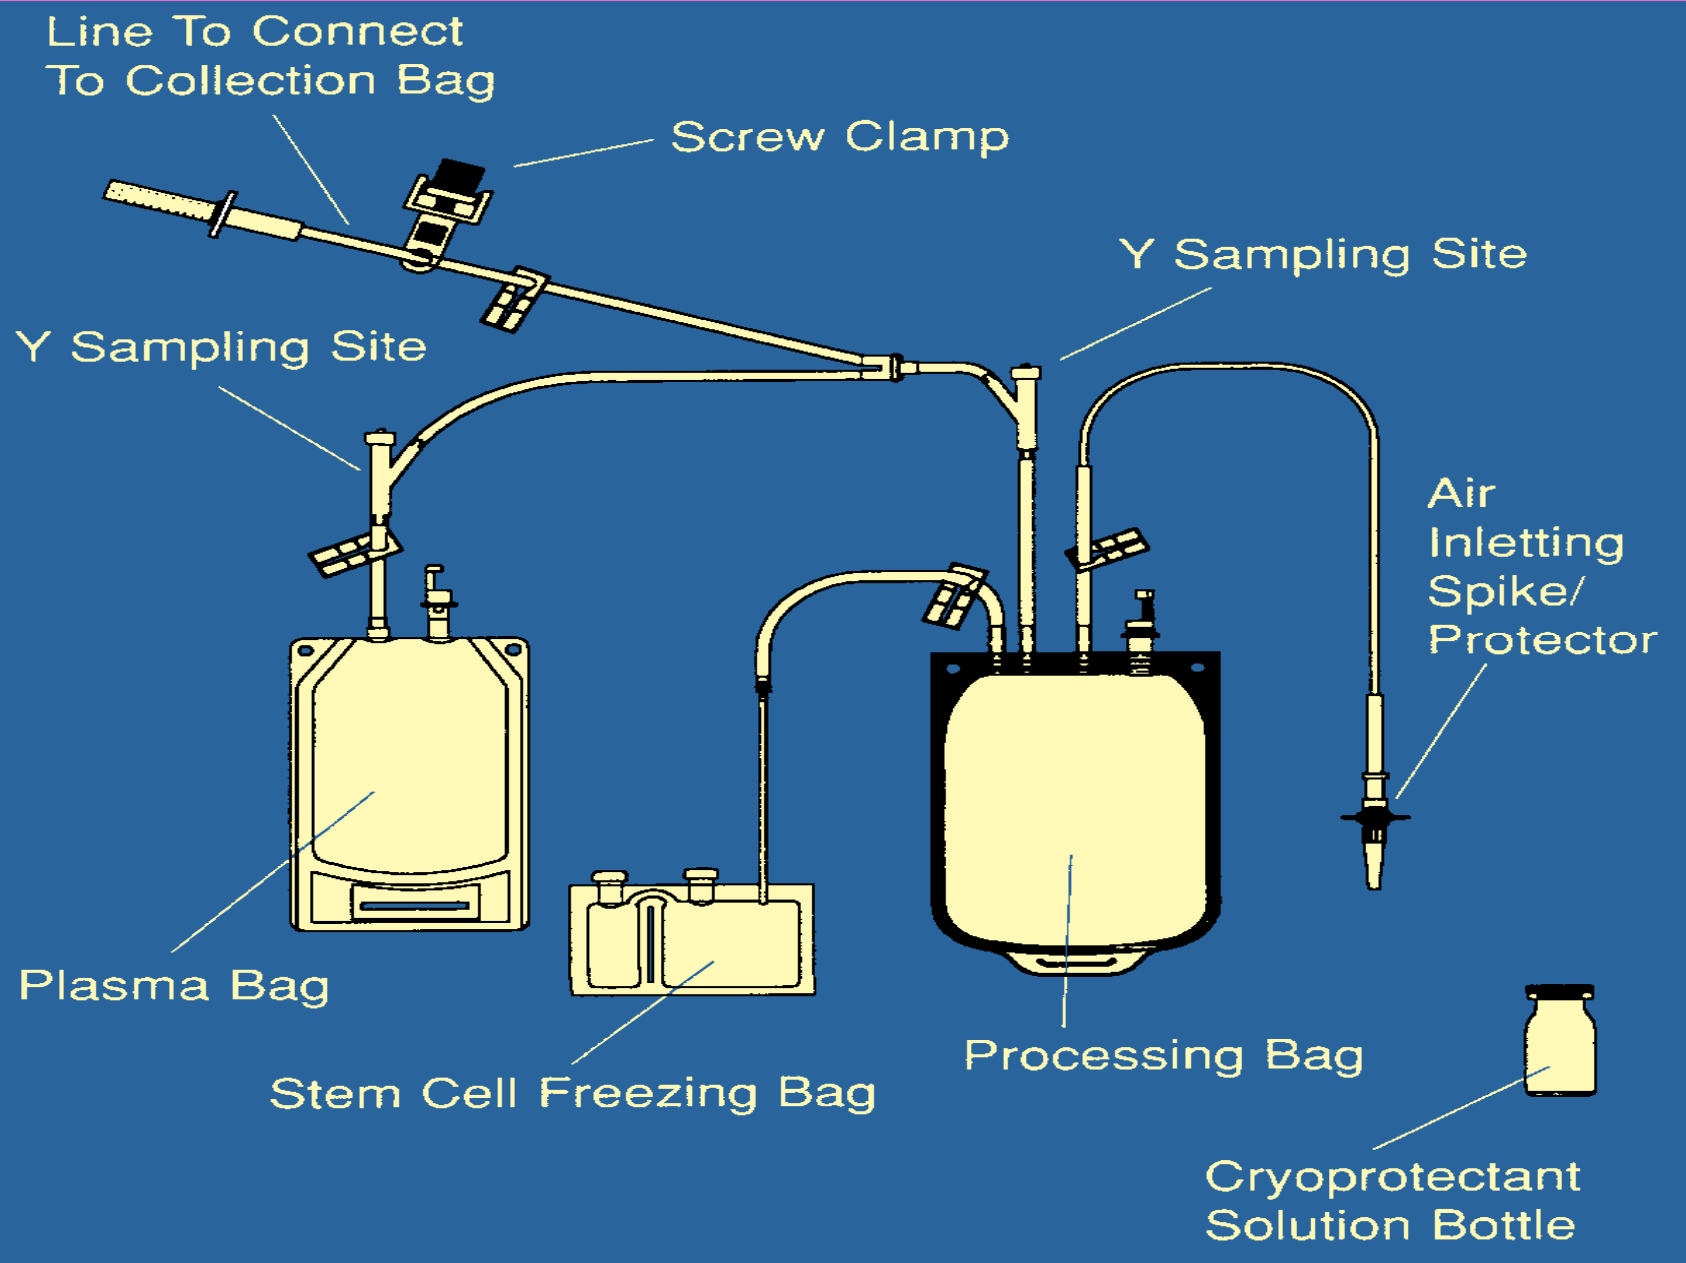 Line To Connect
To Collection Bag
Screw Clamp
Y Sampling Site
Y Sampling Site
Air
Inletting
Spike/
Protector
Plasma Bag
Stem Cell Freezing Bag
Processing Bag
Cryoprotectant
Solution Bottle